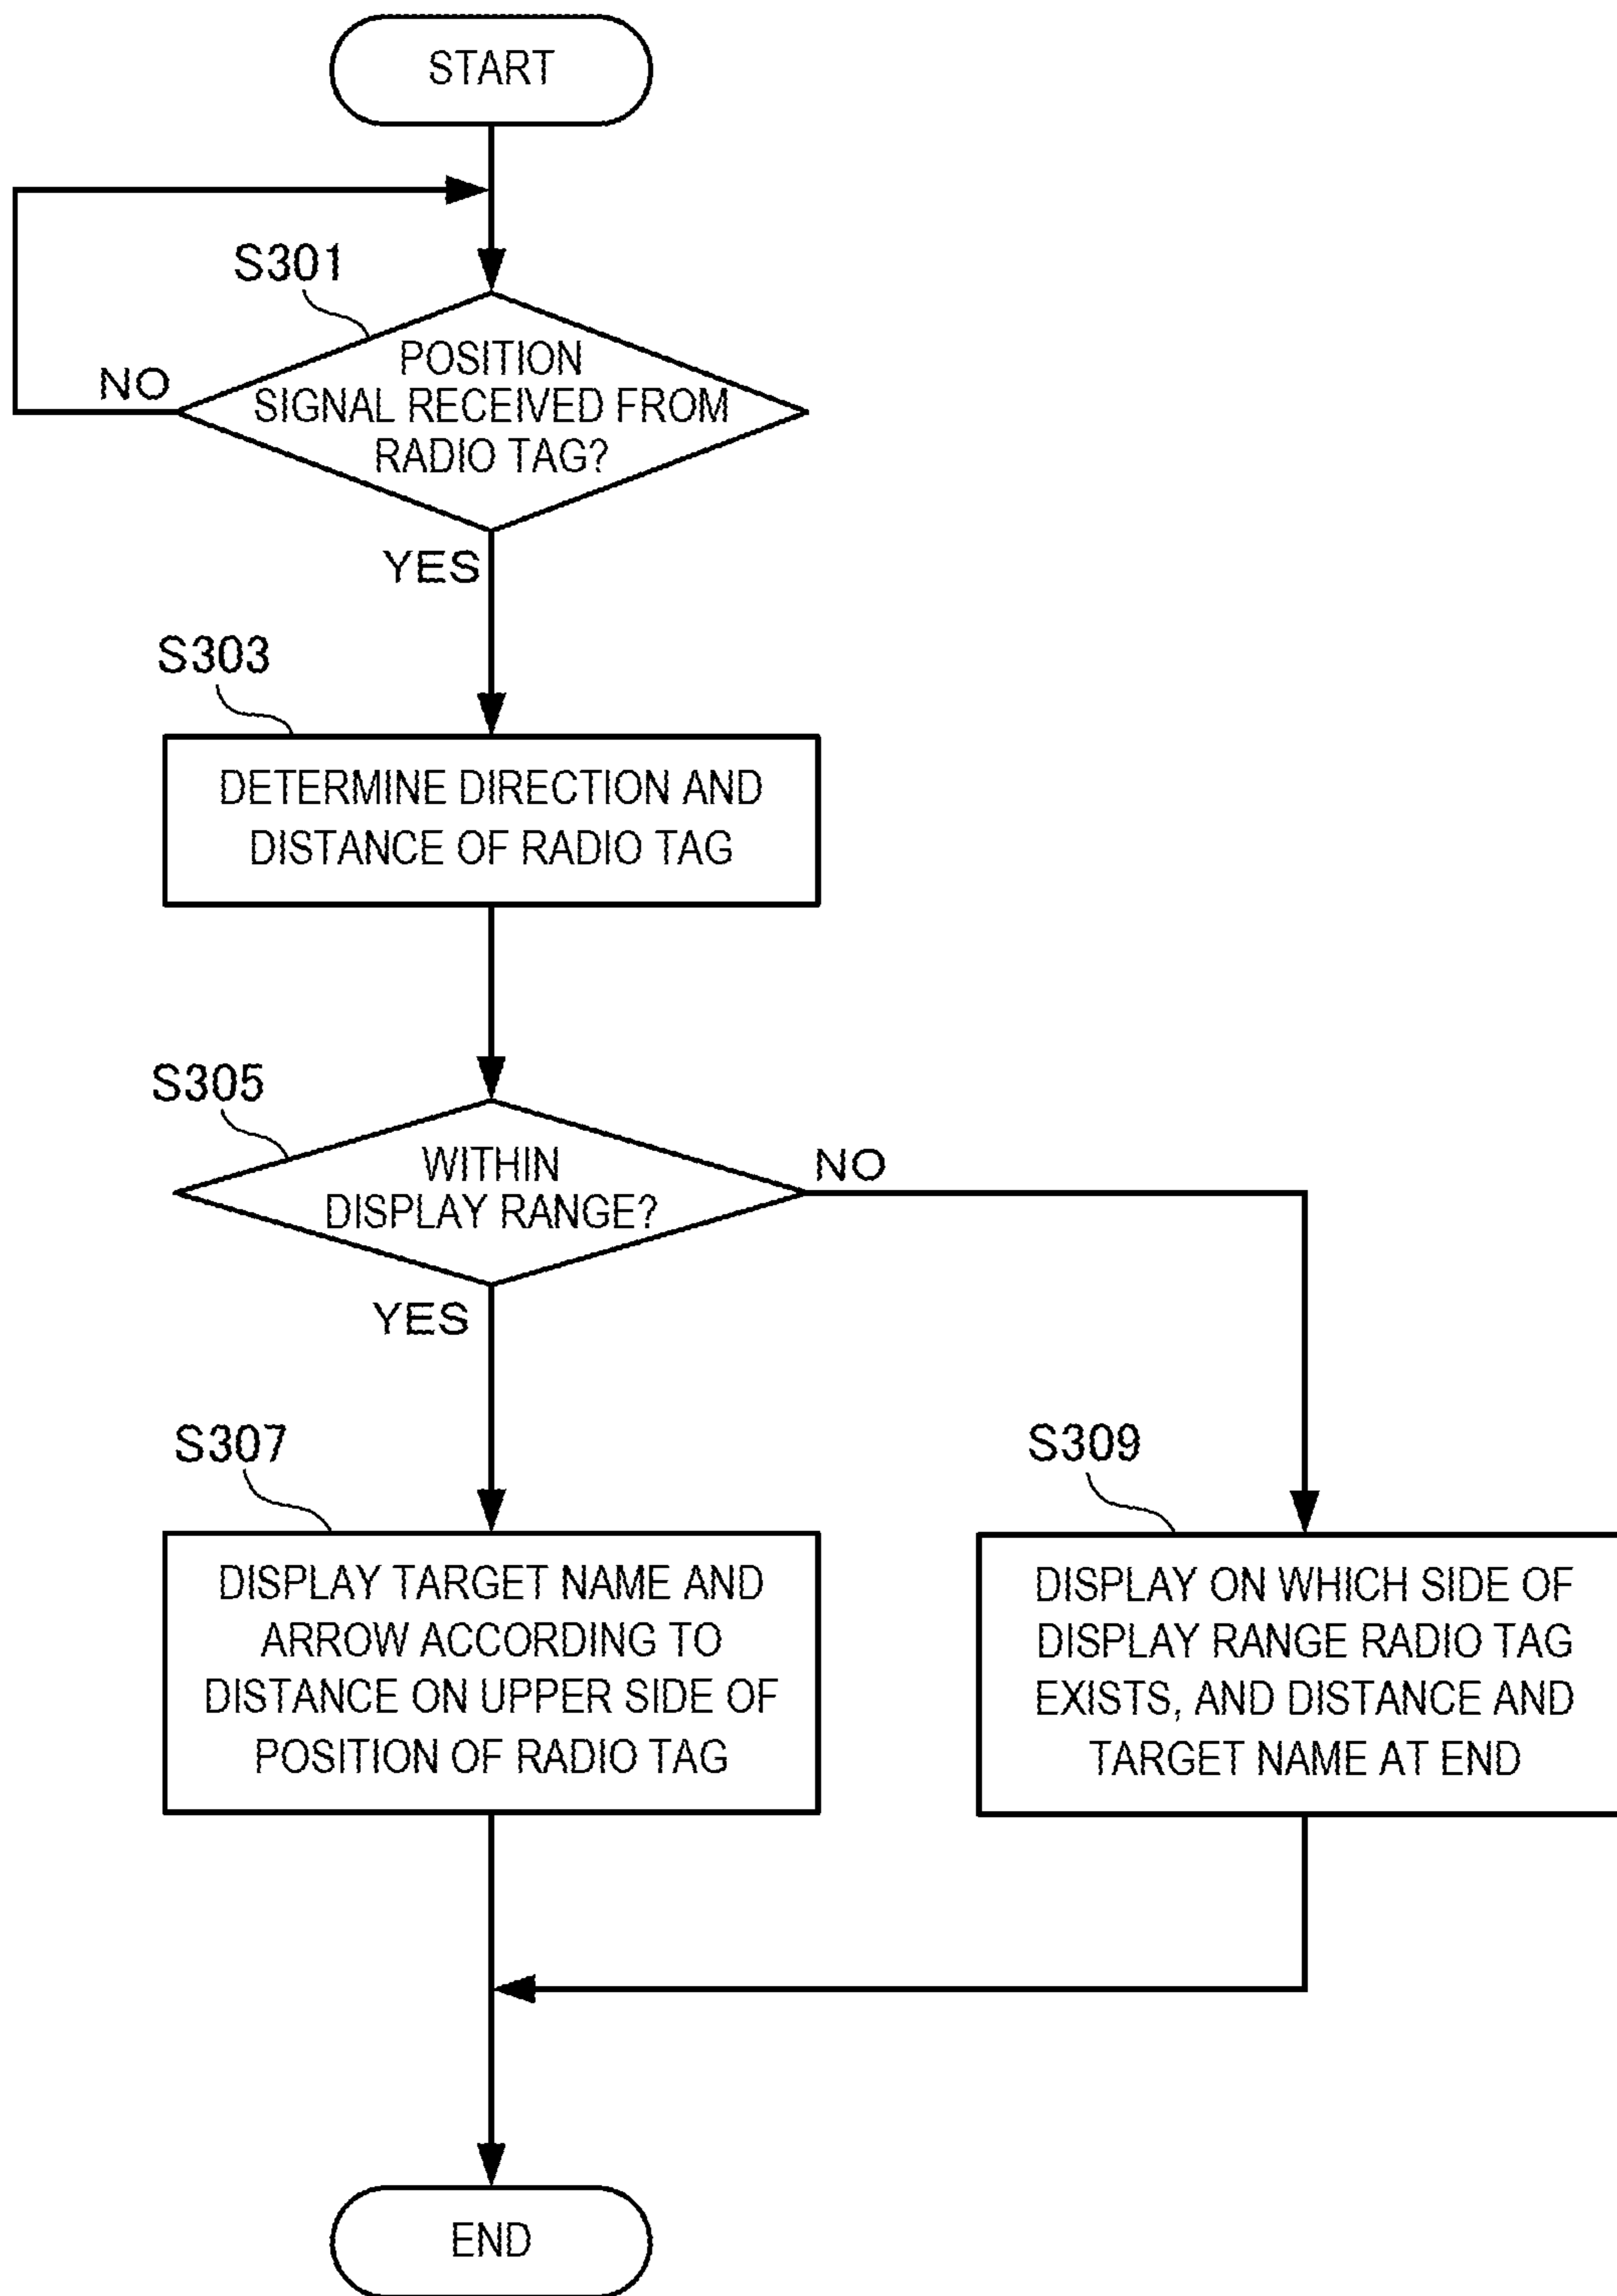 START
S301
POSITION
SIGNAL RECEIVED FROM
RADIO TAG?
NO
YES
S303
DETERMINE DIRECTION AND
DISTANCE OF RADIO TAG
S305
WITHIN
DISPLAY RANGE?
NO
YES
S307
DISPLAY TARGET NAME AND
ARROW ACCORDING TO
DISTANCE ON UPPER SIDE OF
POSITION OF RADIO TAG
S309
DISPLAY ON WHICH SIDE OF
DISPLAY RANGE RADIO TAG
EXISTS, AND DISTANCE AND
TARGET NAME AT END
END